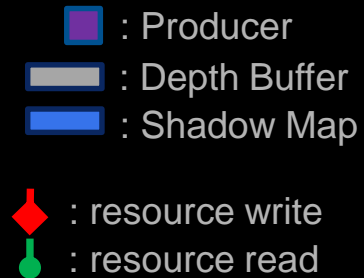 : Producer
: Depth Buffer
: Shadow Map
: resource write
: resource read